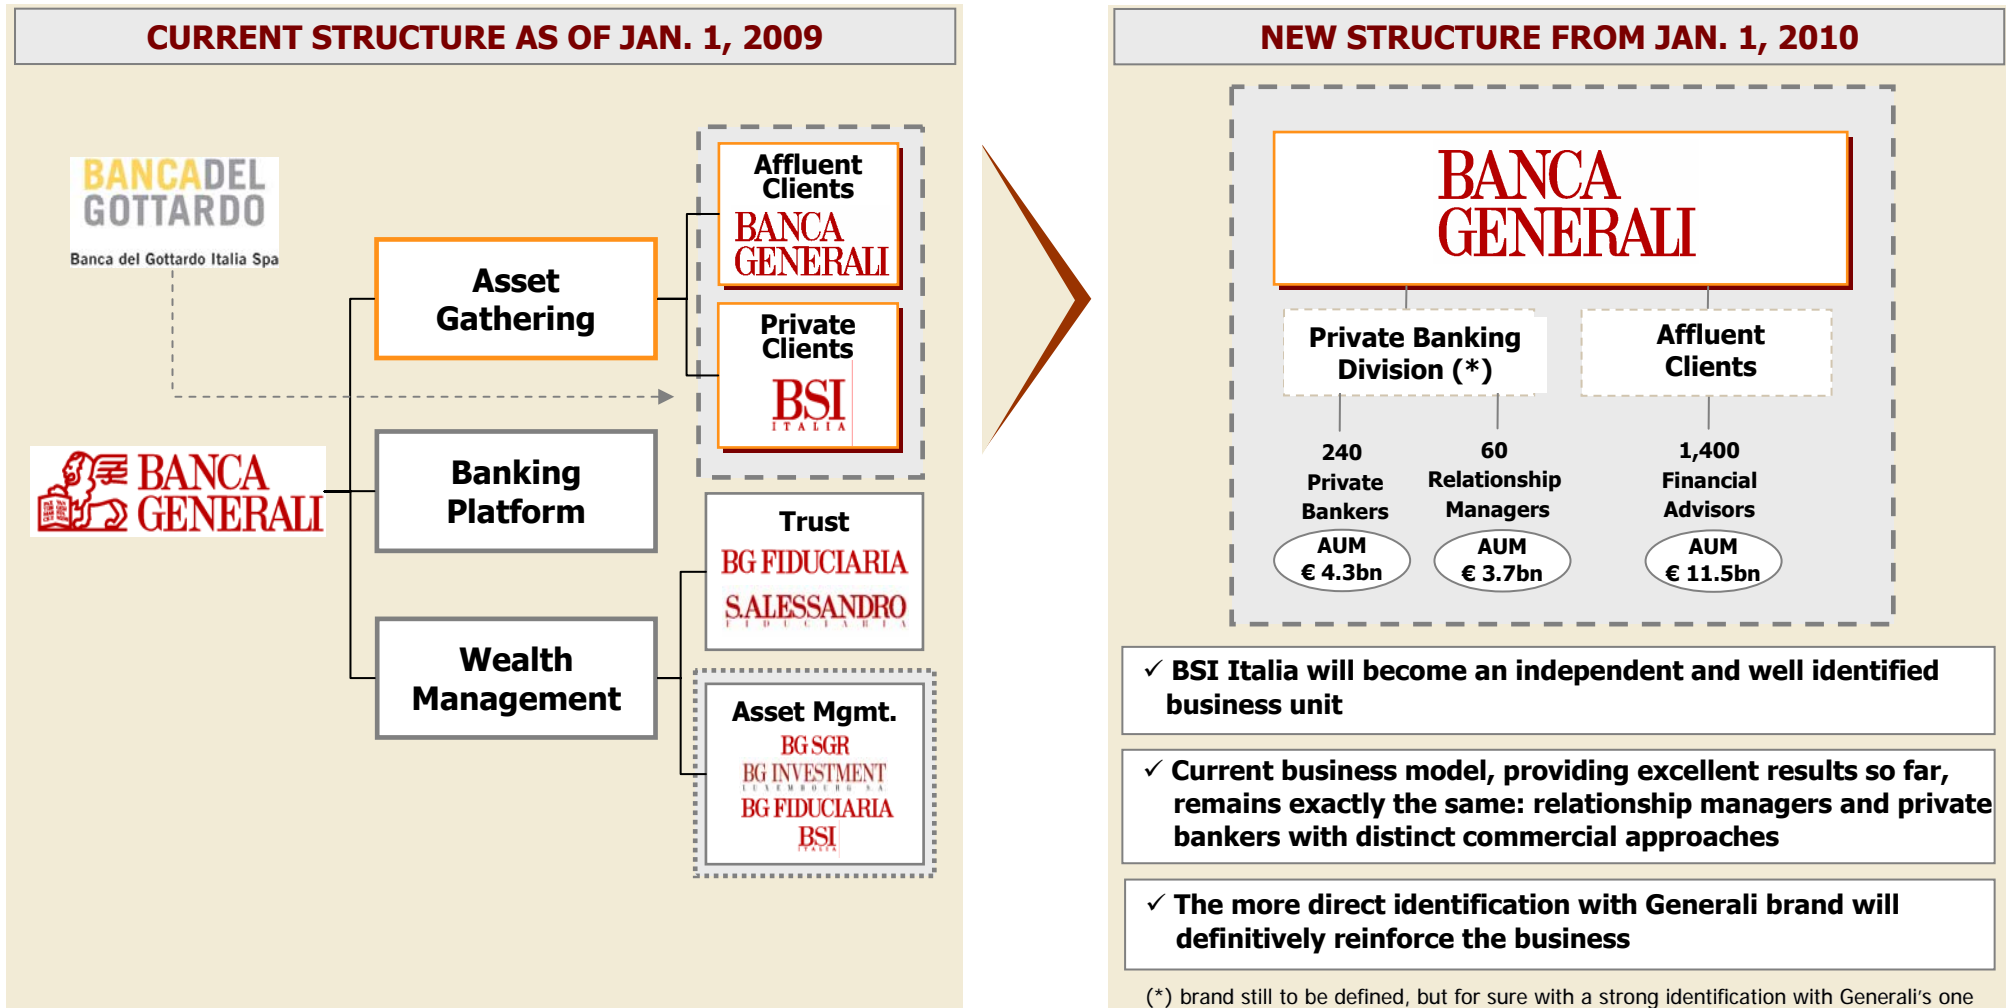 CURRENT STRUCTURE AS OF JAN. 1, 2009
BANCADEL
GOTTARDO
Banca del Gottardo Italia Spa
BANCA
GENERALI
Asset
Gathering
Banking
Platform
Wealth
Management
Affluent
Clients
BANCA
GENERALI
Private
Clients
BSI
ITALIA
Trust
BG FIDUCIARIA
S.ALESSANDRO
FIDUCIARIA
Asset Mgmt.
BG SGR
BG INVESTMENT
LUXEMBOURG S.A.
BG FIDUCIARIA
BSI
ITALIA
NEW STRUCTURE FROM JAN. 1, 2010
BANCA
GENERALI
Private Banking
Division (*)
Affluent
Clients
240
Private
Bankers
AUM
€ 4.3bn
60
Relationship
Managers
AUM
€ 3.7bn
1,400
Financial
Advisors
AUM
€ 11.5bn
✓ BSI Italia will become an independent and well identified
business unit
✓ Current business model, providing excellent results so far,
remains exactly the same: relationship managers and private
bankers with distinct commercial approaches
✓ The more direct identification with Generali brand will
definitively reinforce the business
(*) brand still to be defined, but for sure with a strong identification with Generali's one